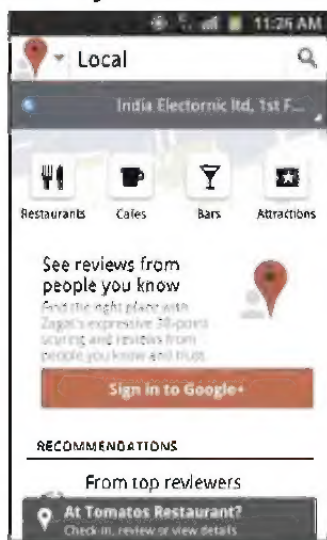 11:26 AM
Local
India Electornic ltd, 1st F...
Restaurants Cafes Bars Attractions
See reviews from
people you know
Find the right place with
Zagat's expressive 30-point
scoring and reviews from
people you know and trust.
Sign in to Google+
RECOMMENDATIONS
From top reviewers
At Tomatos Restaurant?
Check in, review or view details